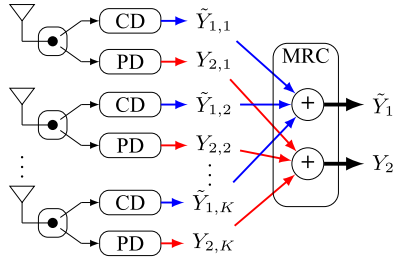 CD Ỹ1,1
PD Y2,1
MRC
CD Ỹ1,2
+ Ỹ1
PD Y2,2
+ Y2
CD Ỹ1,K
PD Y2,K